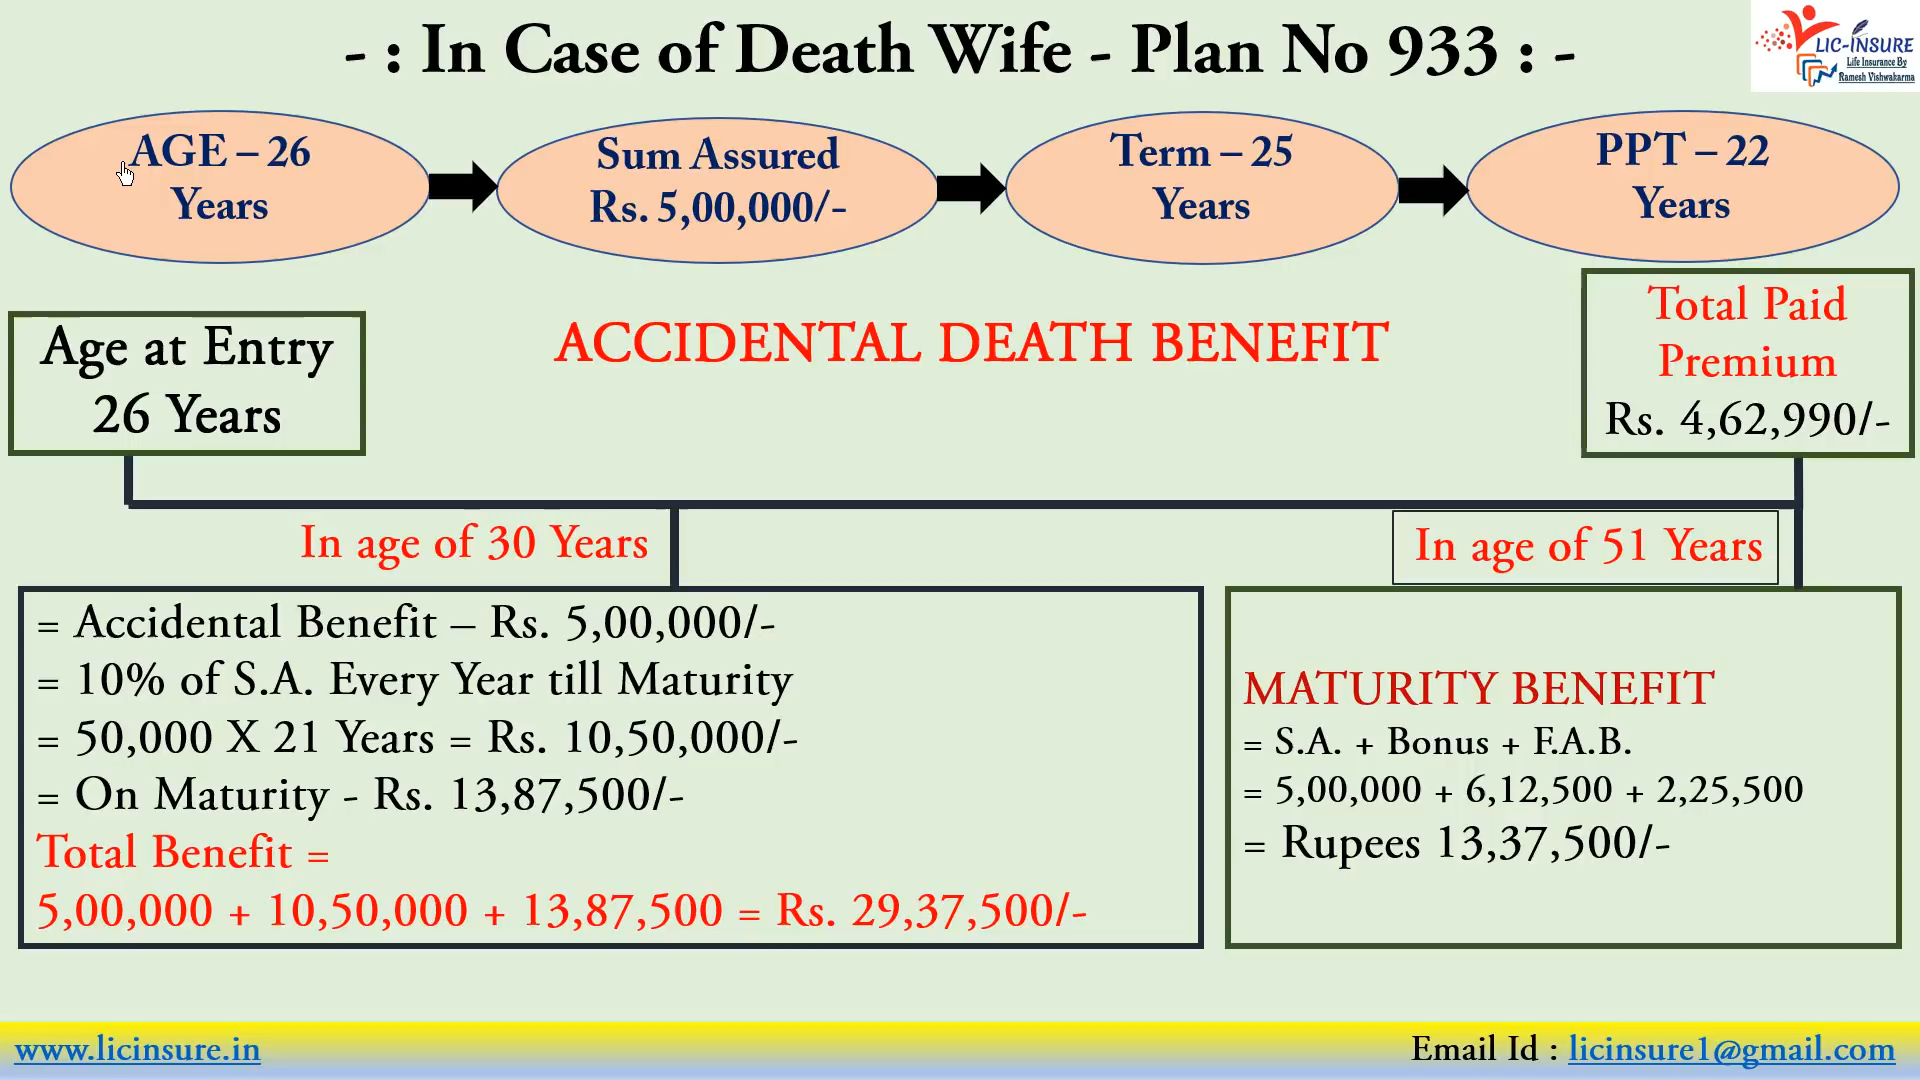 - : In Case of Death Wife - Plan No 933 : -
LIC-INSURE
Life Insurance By
Ramesh Vishwakarma
AGE – 26
Years
Sum Assured
Rs. 5,00,000/-
Term – 25
Years
PPT – 22
Years
Age at Entry
26 Years
ACCIDENTAL DEATH BENEFIT
Total Paid
Premium
Rs. 4,62,990/-
In age of 30 Years
In age of 51 Years
= Accidental Benefit – Rs. 5,00,000/-
= 10% of S.A. Every Year till Maturity
= 50,000 X 21 Years = Rs. 10,50,000/-
= On Maturity - Rs. 13,87,500/-
Total Benefit =
5,00,000 + 10,50,000 + 13,87,500 = Rs. 29,37,500/-
MATURITY BENEFIT
= S.A. + Bonus + F.A.B.
= 5,00,000 + 6,12,500 + 2,25,500
= Rupees 13,37,500/-
www.licinsure.in
Email Id : licinsure1@gmail.com